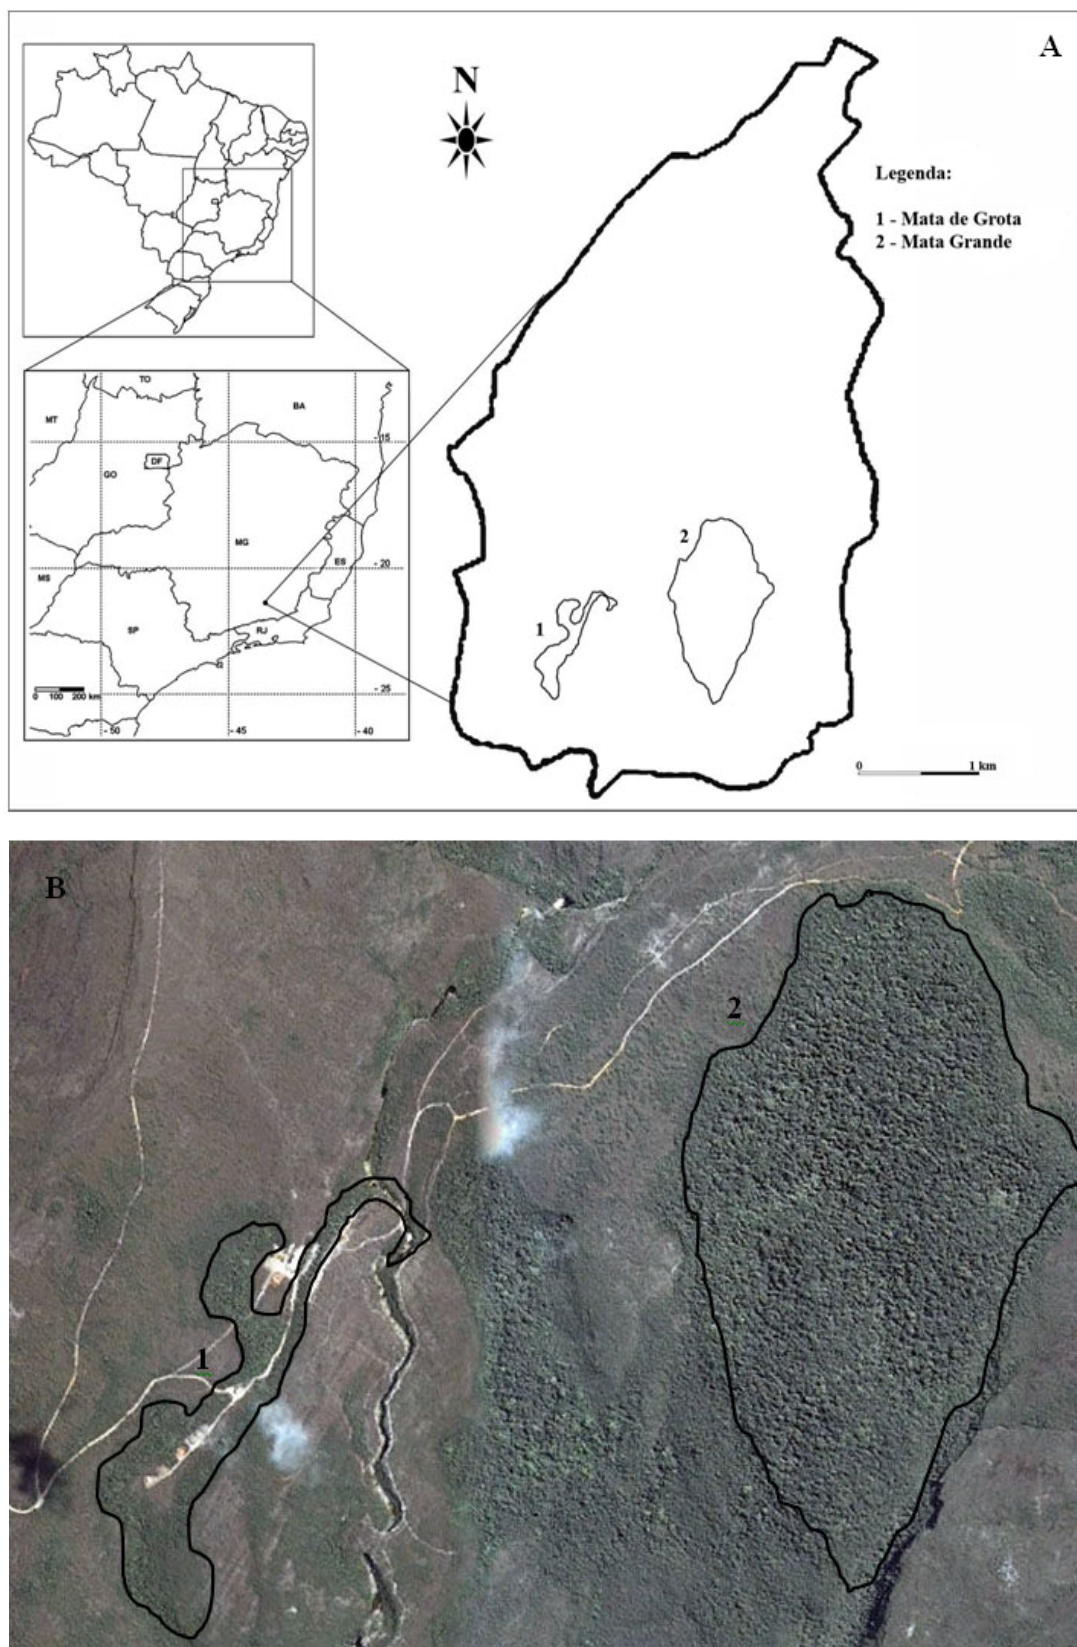 A
N
Legenda:
1 - Mata de Grota
2 - Mata Grande
TO
MT
BA
- 15
DF
GO
MG
- 20
ES
MS
SP
RJ
0 100 200 km
- 25
- 50
- 45
- 40
2
1
0 1 km
B
2
1